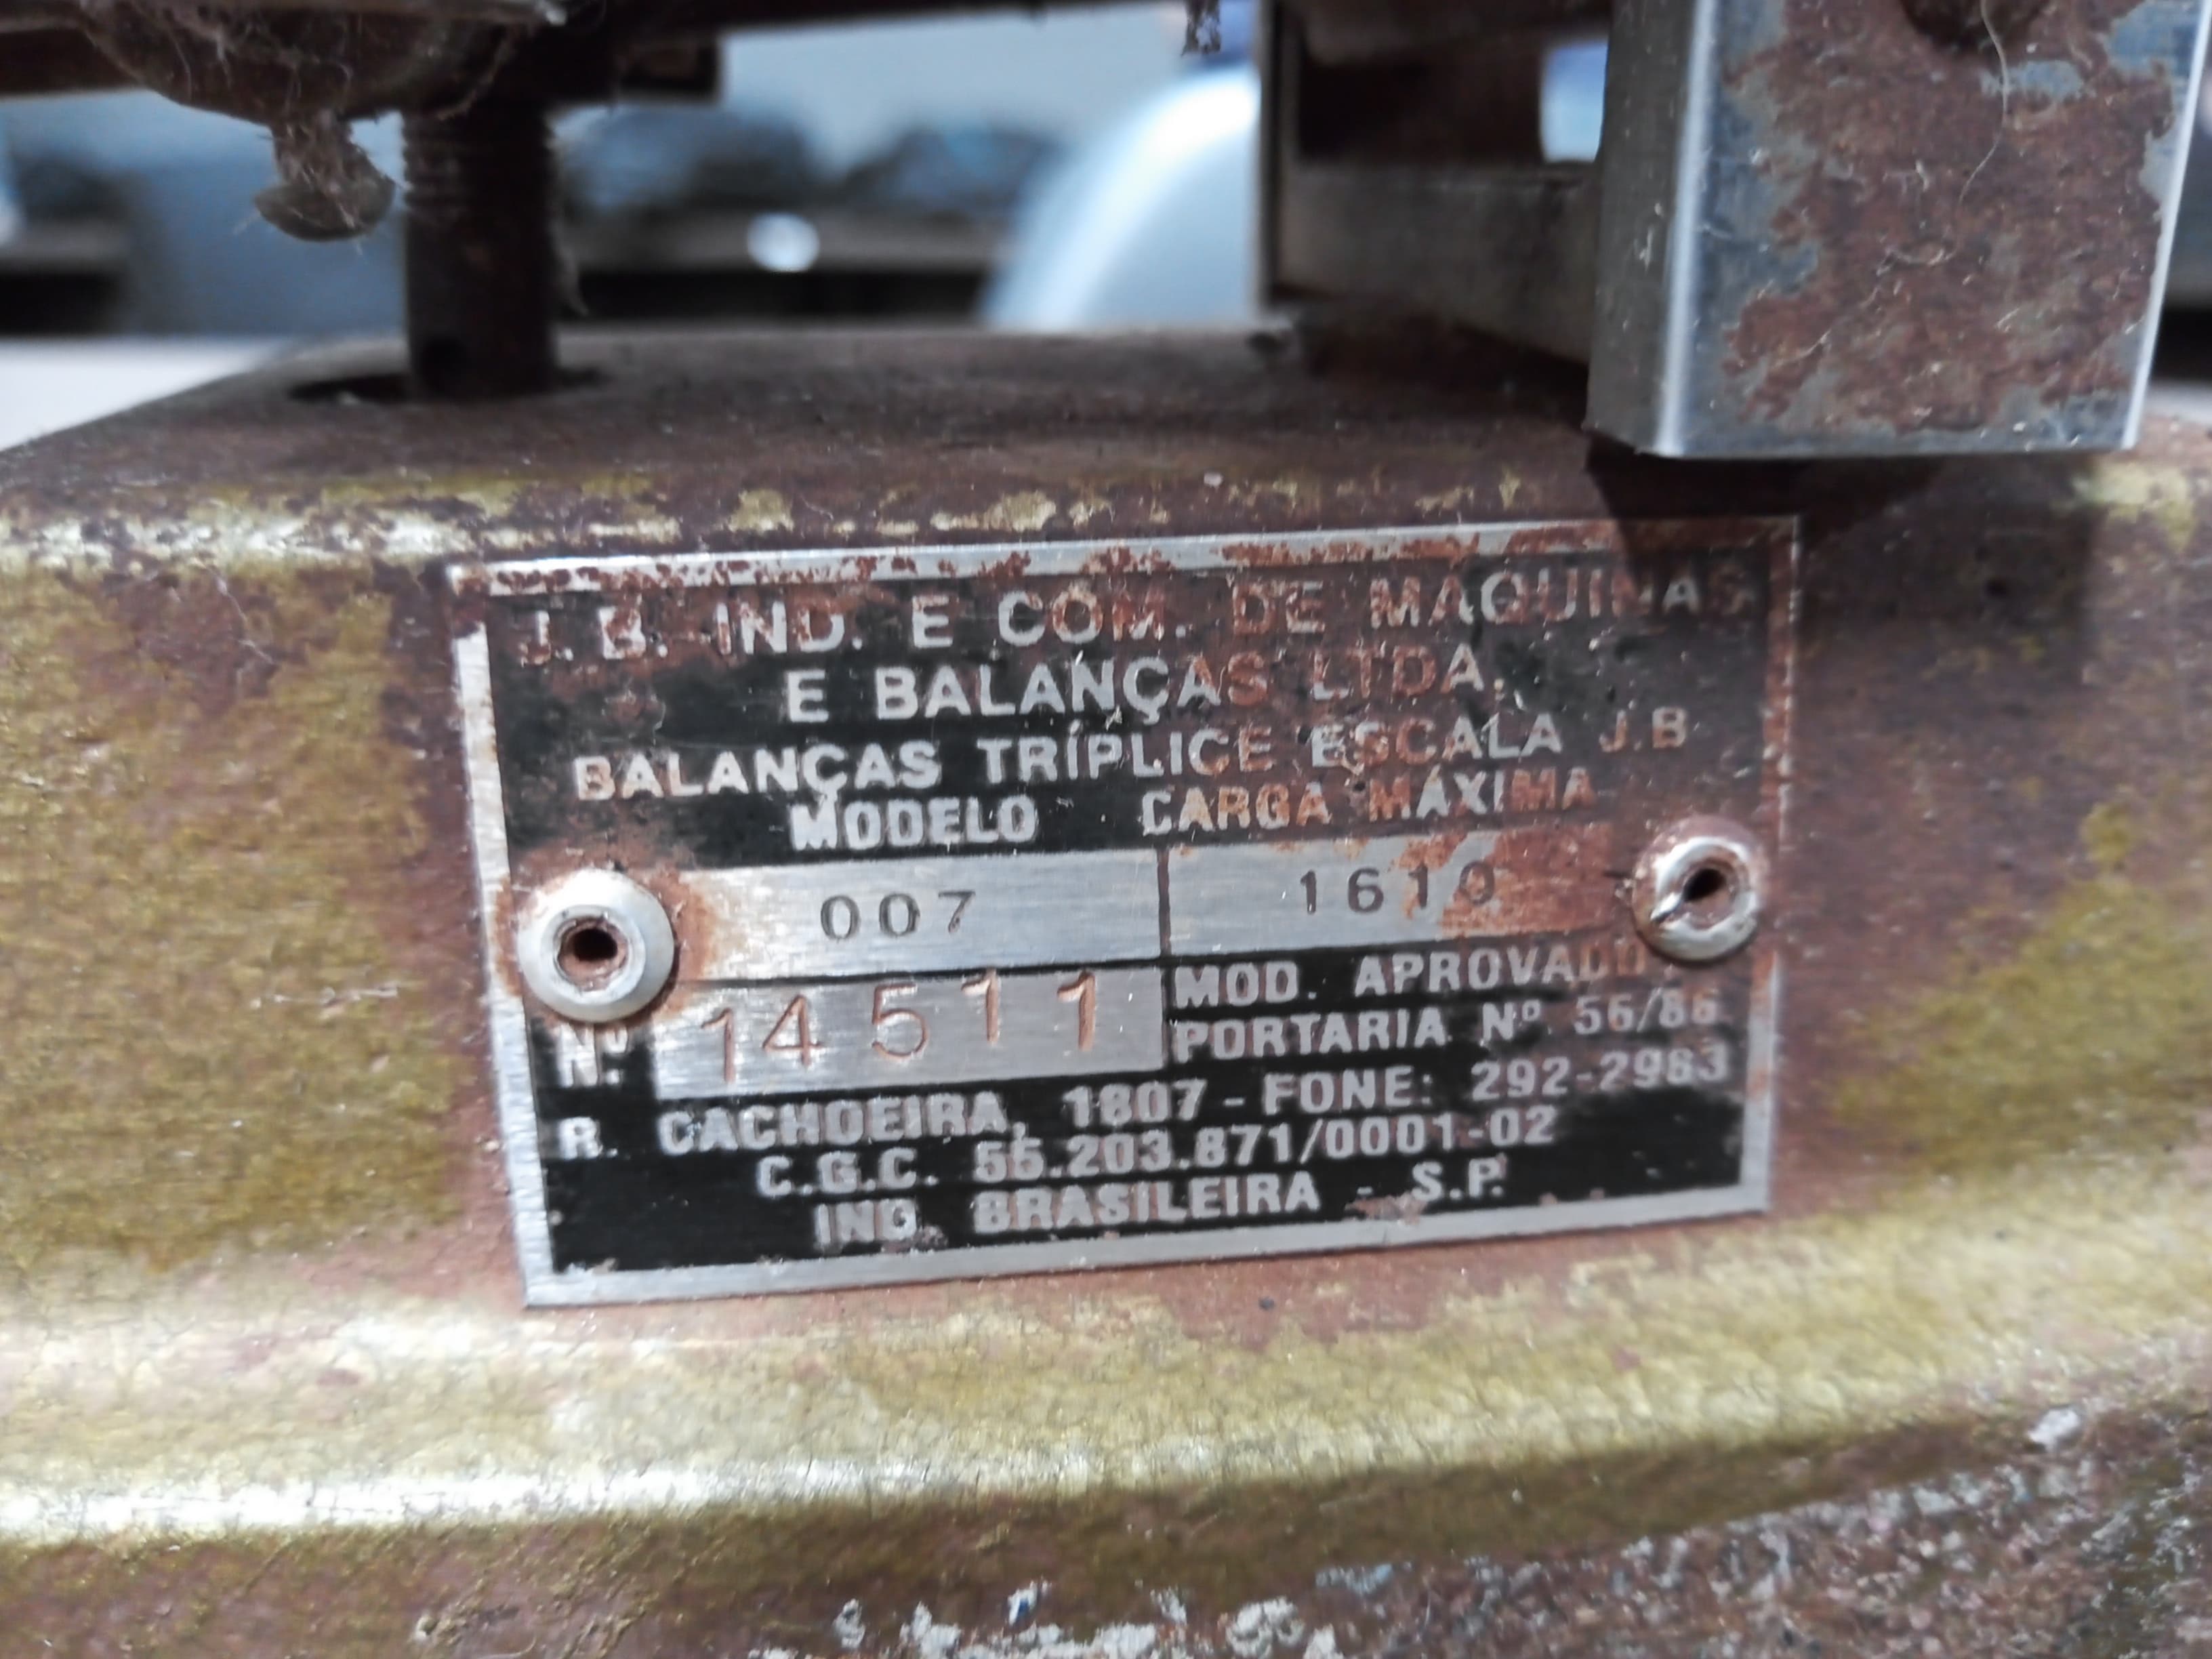 J. B. IND. E COM. DE MAQUINAS
E BALANÇAS LTDA.
BALANÇAS TRÍPLICE ESCALA J.B
MODELO CARGA MÁXIMA
007 1610
Nº 14511
MOD. APROVADO
PORTARIA Nº 56/86
R. CACHOEIRA, 1807 - FONE: 292-2983
C.G.C. 55.203.871/0001-02
IND. BRASILEIRA - S.P.